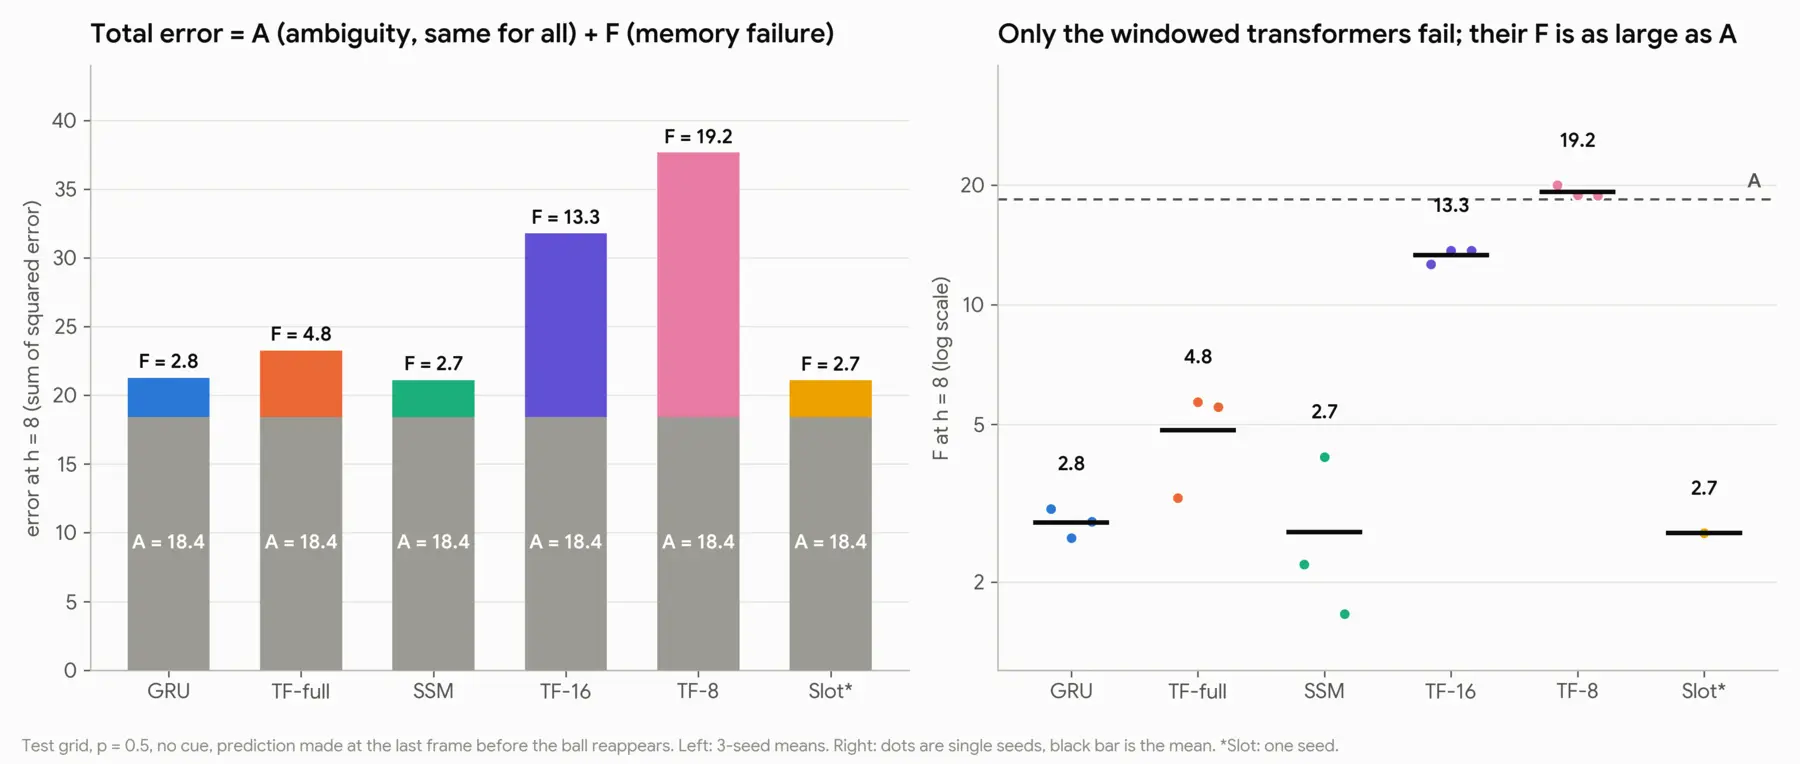 Total error = A (ambiguity, same for all) + F (memory failure)
error at h = 8 (sum of squared error)
40
35
30
25
20
15
10
5
0
F = 2.8
F = 4.8
F = 2.7
F = 13.3
F = 19.2
F = 2.7
A = 18.4
A = 18.4
A = 18.4
A = 18.4
A = 18.4
A = 18.4
GRU
TF-full
SSM
TF-16
TF-8
Slot*
Only the windowed transformers fail; their F is as large as A
F at h = 8 (log scale)
20
10
5
2
A
2.8
4.8
2.7
13.3
19.2
2.7
GRU
TF-full
SSM
TF-16
TF-8
Slot*
Test grid, p = 0.5, no cue, prediction made at the last frame before the ball reappears. Left: 3-seed means. Right: dots are single seeds, black bar is the mean. *Slot: one seed.